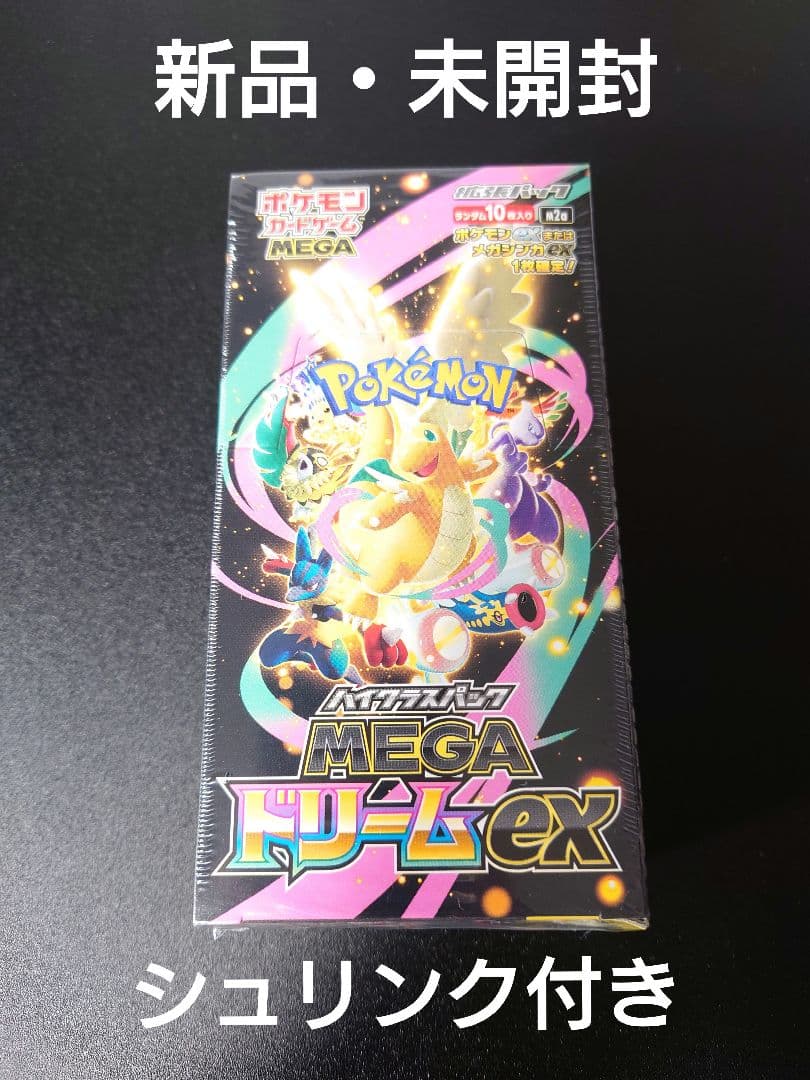 新品・未開封
ポケモン
カードゲーム
MEGA
拡張パック
ランダム10枚入り M2a
ポケモンexまたは
メガシンカex
1枚確定!
POKÉMON
ハイクラスパック
MEGA
ドリームex
シュリンク付き